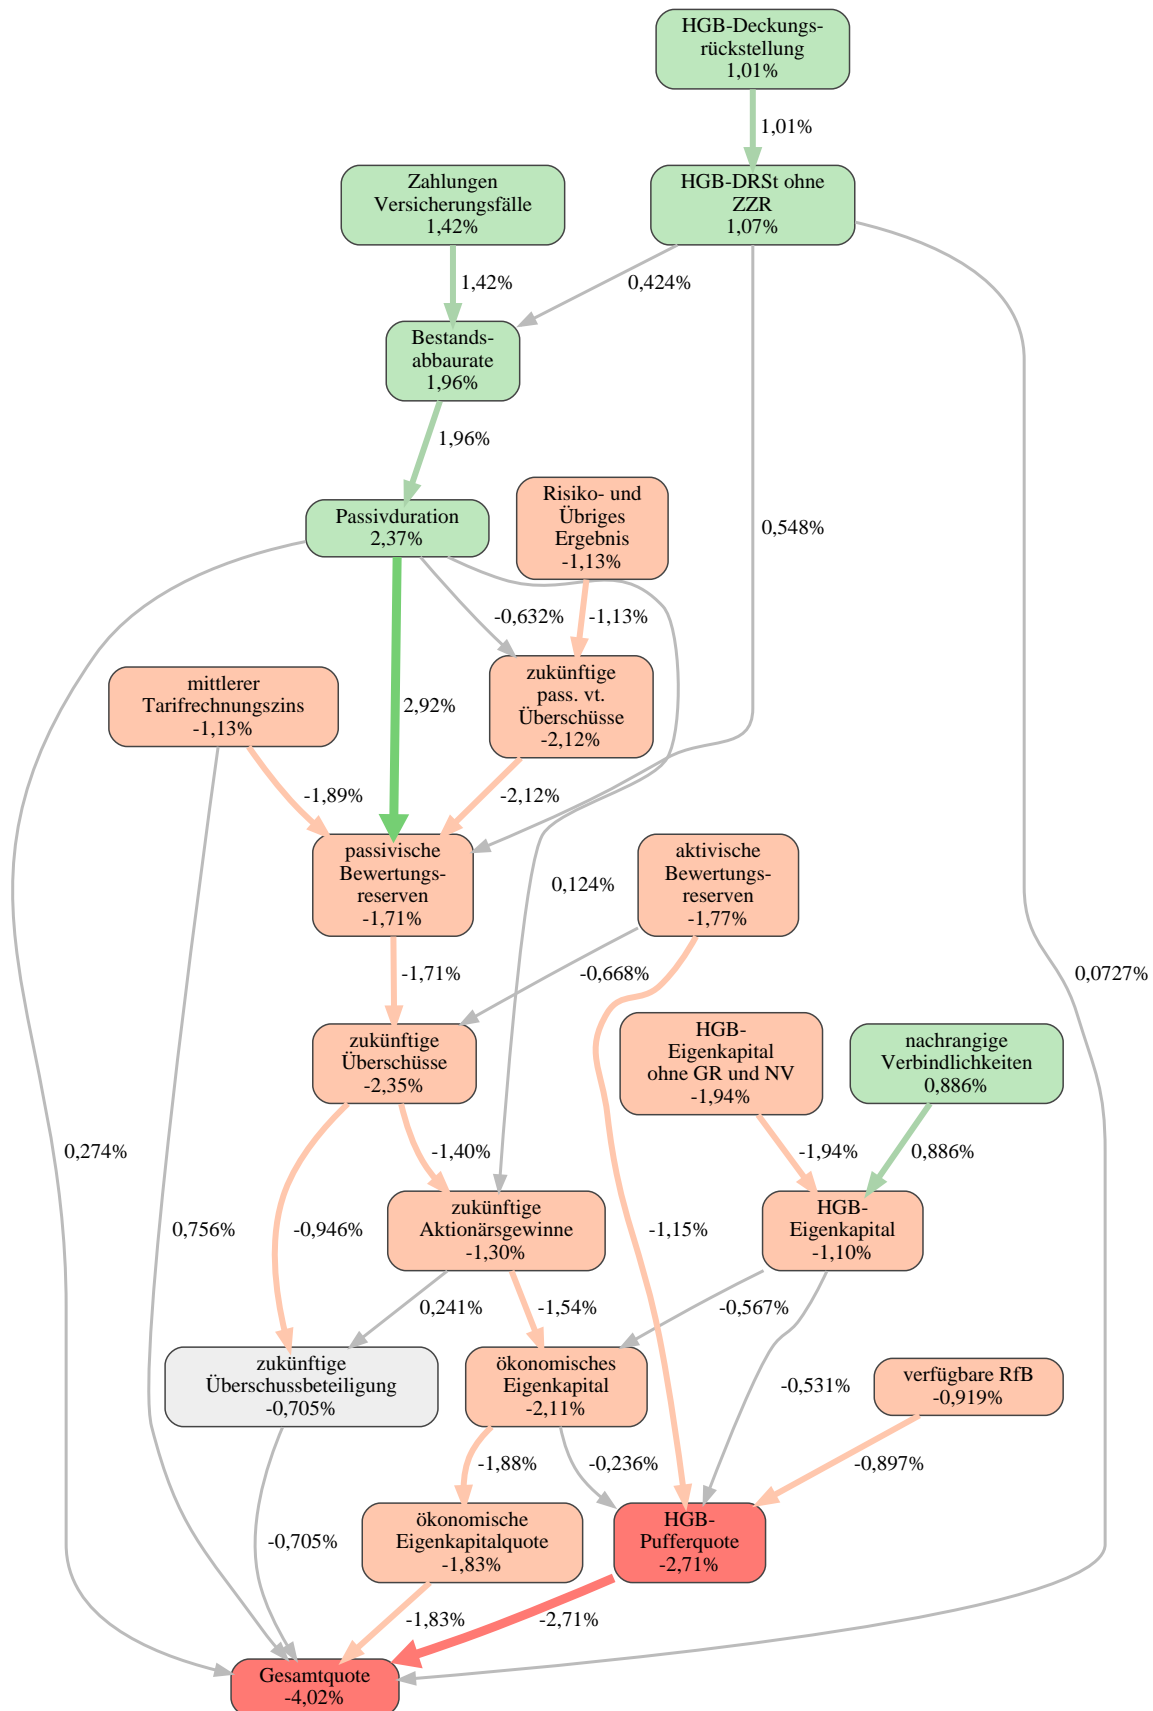 HGB-Deckungs-
rückstellung
1,01%
1,01%
Zahlungen
Versicherungsfälle
1,42%
HGB-DRSt ohne
ZZR
1,07%
1,42%
0,424%
Bestands-
abbaurate
1,96%
1,96%
Passivduration
2,37%
Risiko- und
Übriges
Ergebnis
-1,13%
0,548%
-0,632%
-1,13%
mittlerer
Tarifrechnungszins
-1,13%
2,92%
zukünftige
pass. vt.
Überschüsse
-2,12%
-1,89%
-2,12%
passivische
Bewertungs-
reserven
-1,71%
0,124%
aktivische
Bewertungs-
reserven
-1,77%
-1,71%
-0,668%
0,0727%
zukünftige
Überschüsse
-2,35%
HGB-
Eigenkapital
ohne GR und NV
-1,94%
nachrangige
Verbindlichkeiten
0,886%
0,274%
-1,40%
-1,94%
0,886%
0,756%
-0,946%
zukünftige
Aktionärsgewinne
-1,30%
-1,15%
HGB-
Eigenkapital
-1,10%
0,241%
-1,54%
-0,567%
zukünftige
Überschussbeteiligung
-0,705%
ökonomisches
Eigenkapital
-2,11%
-0,531%
verfügbare RfB
-0,919%
-1,88%
-0,236%
-0,897%
-0,705%
ökonomische
Eigenkapitalquote
-1,83%
HGB-
Pufferquote
-2,71%
-1,83%
-2,71%
Gesamtquote
-4,02%